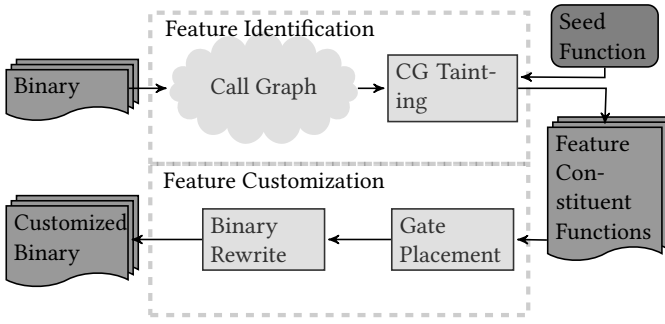 Feature Identification
Seed
Function
Binary
Call Graph
CG Taint-
ing
Feature
Con-
stituent
Functions
Feature Customization
Customized
Binary
Binary
Rewrite
Gate
Placement